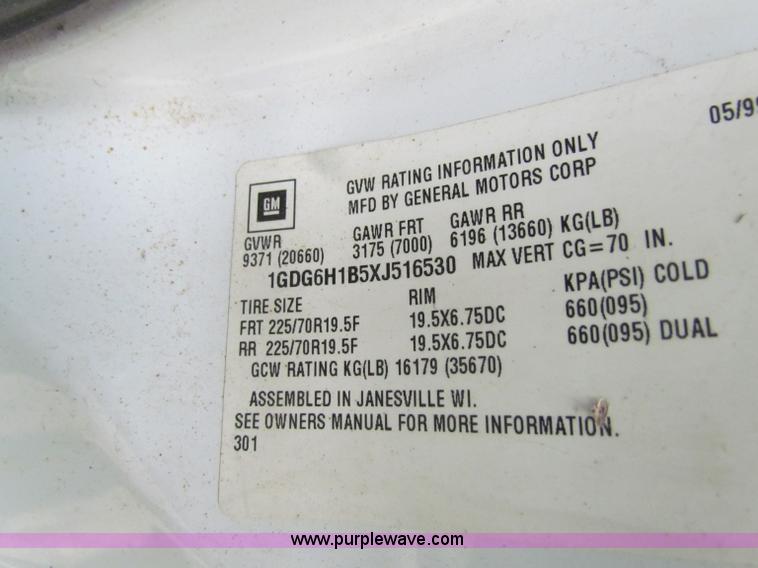 05/99
GVW RATING INFORMATION ONLY
MFD BY GENERAL MOTORS CORP
GM
GVWR GAWR FRT GAWR RR
9371 (20660) 3175 (7000) 6196 (13660) KG(LB)
1GDG6H1B5XJ516530 MAX VERT CG=70 IN.
TIRE SIZE RIM KPA(PSI) COLD
FRT 225/70R19.5F 19.5X6.75DC 660(095)
RR 225/70R19.5F 19.5X6.75DC 660(095) DUAL
GCW RATING KG(LB) 16179 (35670)
ASSEMBLED IN JANESVILLE WI.
SEE OWNERS MANUAL FOR MORE INFORMATION.
301
www.purplewave.com